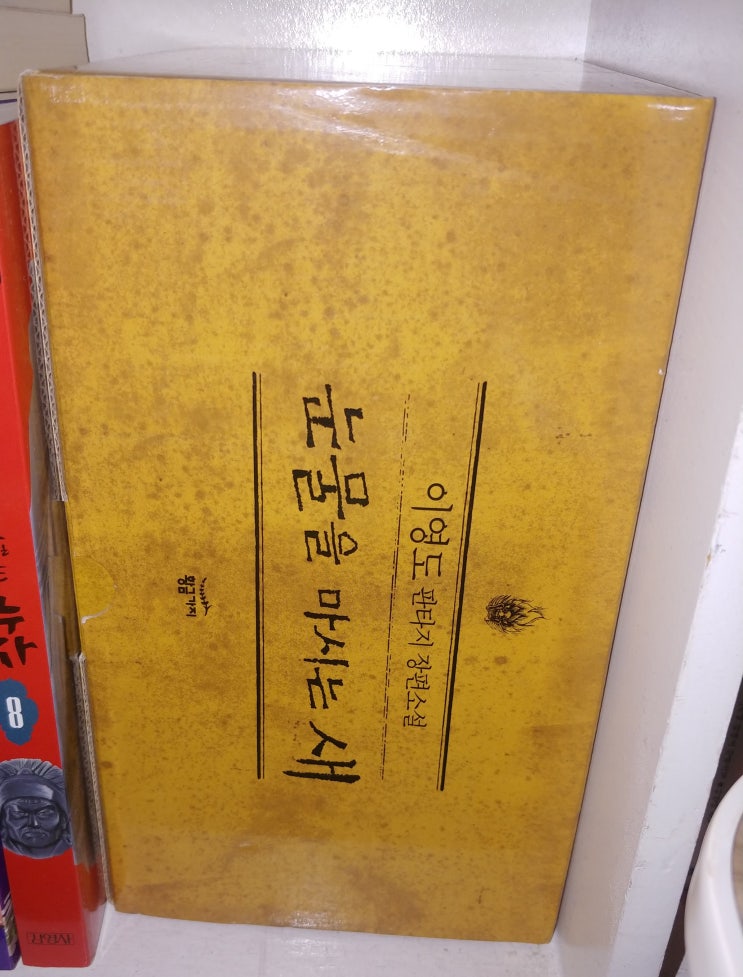 이영도 판타지 장편소설
눈물을 마시는 새
황금가지
8